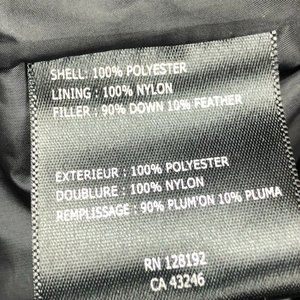 SHELL: 100% POLYESTER
LINING : 100% NYLON
FILLER : 90% DOWN 10% FEATHER
EXTERIEUR : 100% POLYESTER
DOUBLURE : 100% NYLON
REMPLISSAGE : 90% PLUM'ON 10% PLUMA
RN 128192
CA 43246